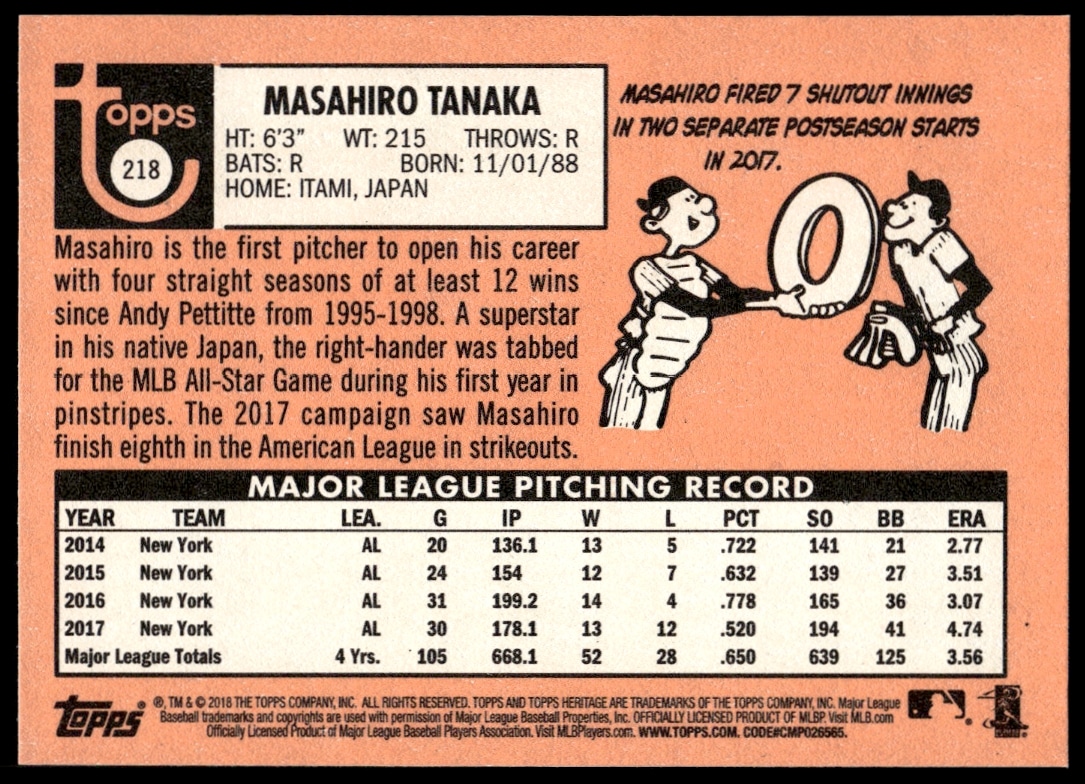 topps
218
MASAHIRO TANAKA
HT: 6'3" WT: 215 THROWS: R
BATS: R BORN: 11/01/88
HOME: ITAMI, JAPAN
MASAHIRO FIRED 7 SHUTOUT INNINGS
IN TWO SEPARATE POSTSEASON STARTS
IN 2017.
0
Masahiro is the first pitcher to open his career
with four straight seasons of at least 12 wins
since Andy Pettitte from 1995-1998. A superstar
in his native Japan, the right-hander was tabbed
for the MLB All-Star Game during his first year in
pinstripes. The 2017 campaign saw Masahiro
finish eighth in the American League in strikeouts.
MAJOR LEAGUE PITCHING RECORD
YEAR TEAM LEA. G IP W L PCT SO BB ERA
2014 New York AL 20 136.1 13 5 .722 141 21 2.77
2015 New York AL 24 154 12 7 .632 139 27 3.51
2016 New York AL 31 199.2 14 4 .778 165 36 3.07
2017 New York AL 30 178.1 13 12 .520 194 41 4.74
Major League Totals 4 Yrs. 105 668.1 52 28 .650 639 125 3.56
topps®
®, TM & © 2018 THE TOPPS COMPANY, INC. ALL RIGHTS RESERVED. TOPPS AND TOPPS HERITAGE ARE TRADEMARKS OF THE TOPPS COMPANY, INC. Major League
Baseball trademarks and copyrights are used with permission of Major League Baseball Properties, Inc. OFFICIALLY LICENSED PRODUCT OF MLBP. Visit MLB.com
Officially Licensed Product of Major League Baseball Players Association. Visit MLBPlayers.com. WWW.TOPPS.COM. CODE#CMP026565.